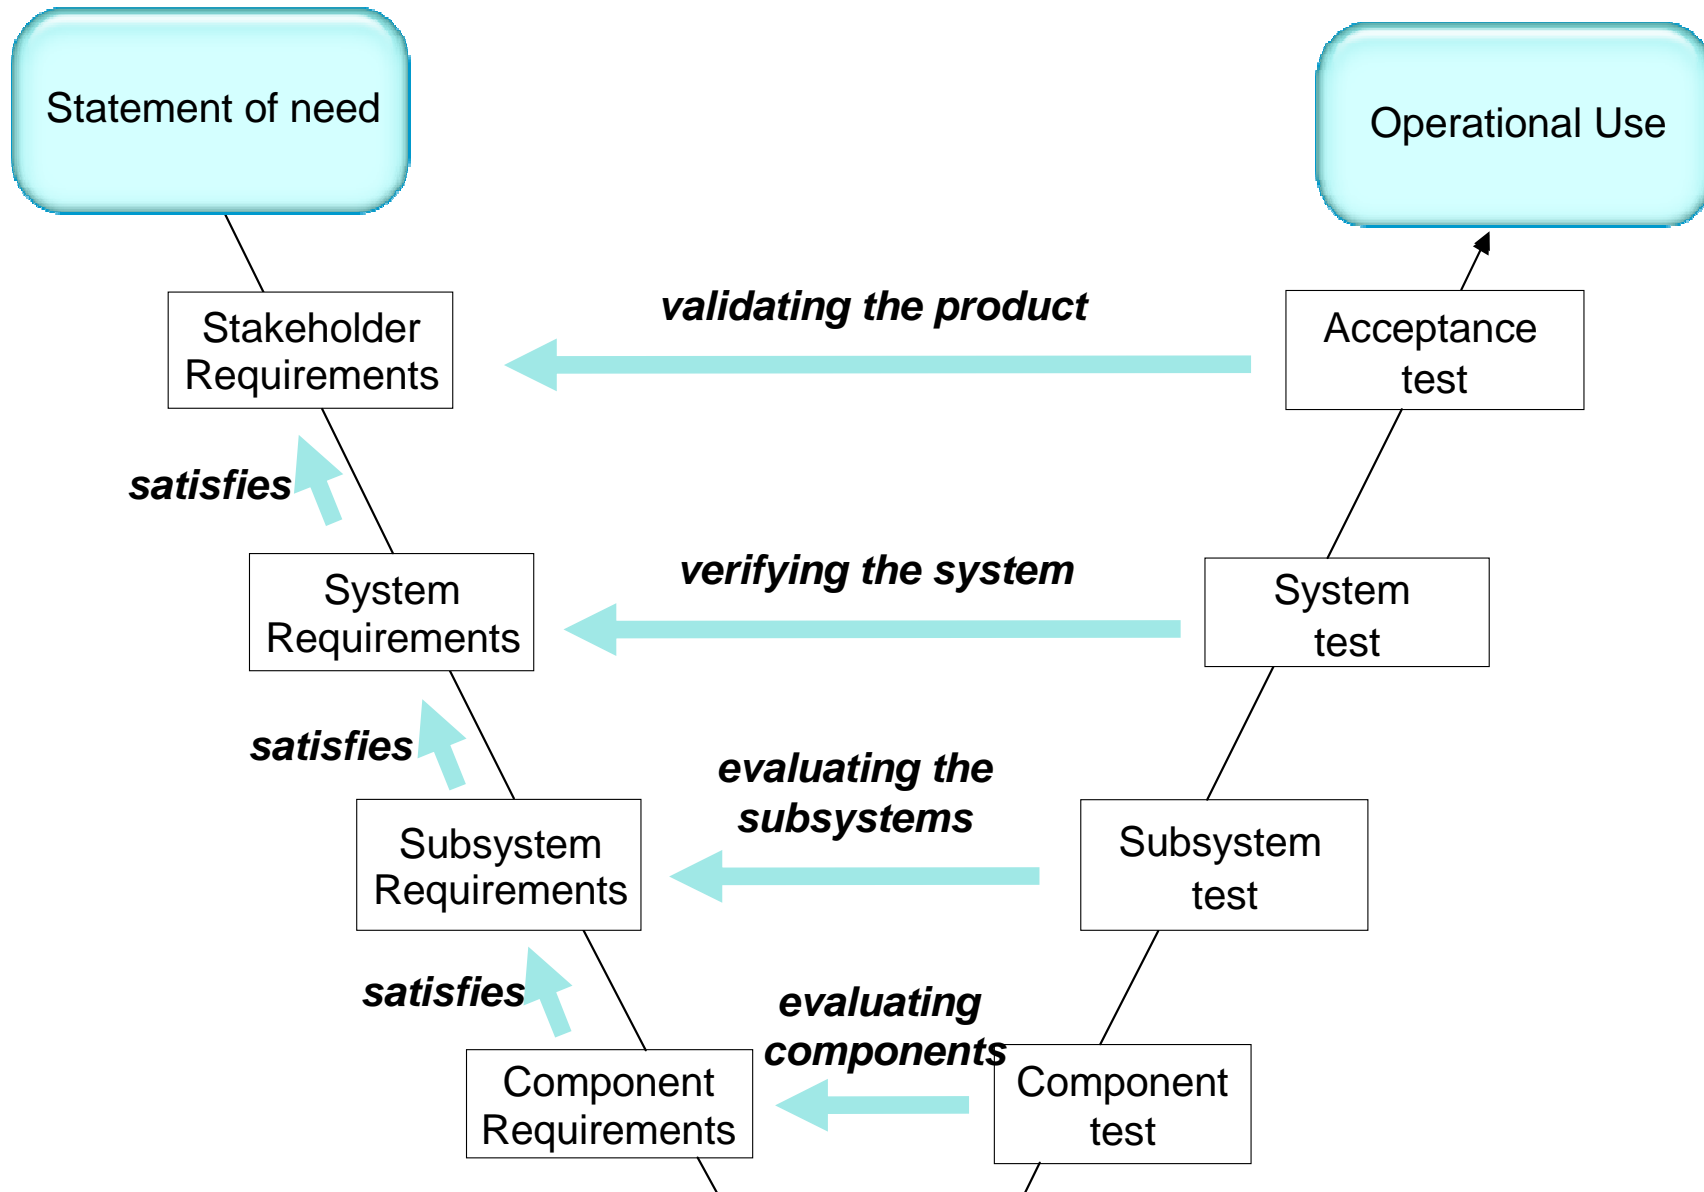 Statement of need
Operational Use
validating the product
Stakeholder
Requirements
Acceptance
test
satisfies
verifying the system
System
Requirements
System
test
satisfies
evaluating the
subsystems
Subsystem
Requirements
Subsystem
test
satisfies
evaluating
components
Component
Requirements
Component
test